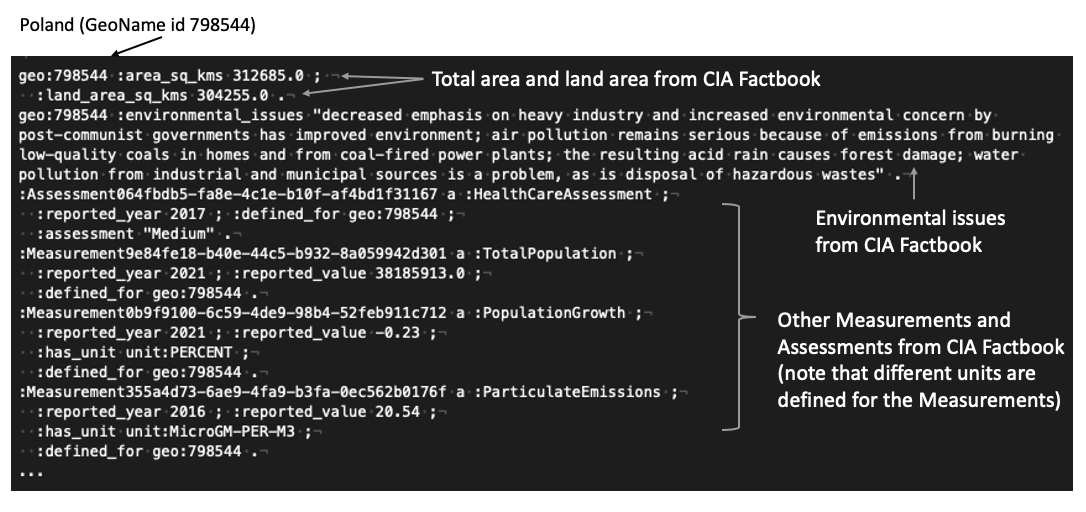 Poland (GeoName id 798544)
geo:798544 :area_sq_kms 312685.0 ;
:land_area_sq_kms 304255.0 .
Total area and land area from CIA Factbook
geo:798544 :environmental_issues "decreased emphasis on heavy industry and increased environmental concern by
post-communist governments has improved environment; air pollution remains serious because of emissions from burning
low-quality coals in homes and from coal-fired power plants; the resulting acid rain causes forest damage; water
pollution from industrial and municipal sources is a problem, as is disposal of hazardous wastes" .
Environmental issues
from CIA Factbook
:Assessment064fbdb5-fa8e-4c1e-b10f-af4bd1f31167 a :HealthCareAssessment ;
:reported_year 2017 ; :defined_for geo:798544 ;
:assessment "Medium" .
:Measurement9e84fe18-b40e-44c5-b932-8a059942d301 a :TotalPopulation ;
:reported_year 2021 ; :reported_value 38185913.0 ;
:defined_for geo:798544 .
:Measurement0b9f9100-6c59-4de9-98b4-52feb911c712 a :PopulationGrowth ;
:reported_year 2021 ; :reported_value -0.23 ;
:has_unit unit:PERCENT ;
:defined_for geo:798544 .
:Measurement355a4d73-6ae9-4fa9-b3fa-0ec562b0176f a :ParticulateEmissions ;
:reported_year 2016 ; :reported_value 20.54 ;
:has_unit unit:MicroGM-PER-M3 ;
:defined_for geo:798544 .
...
Other Measurements and
Assessments from CIA Factbook
(note that different units are
defined for the Measurements)